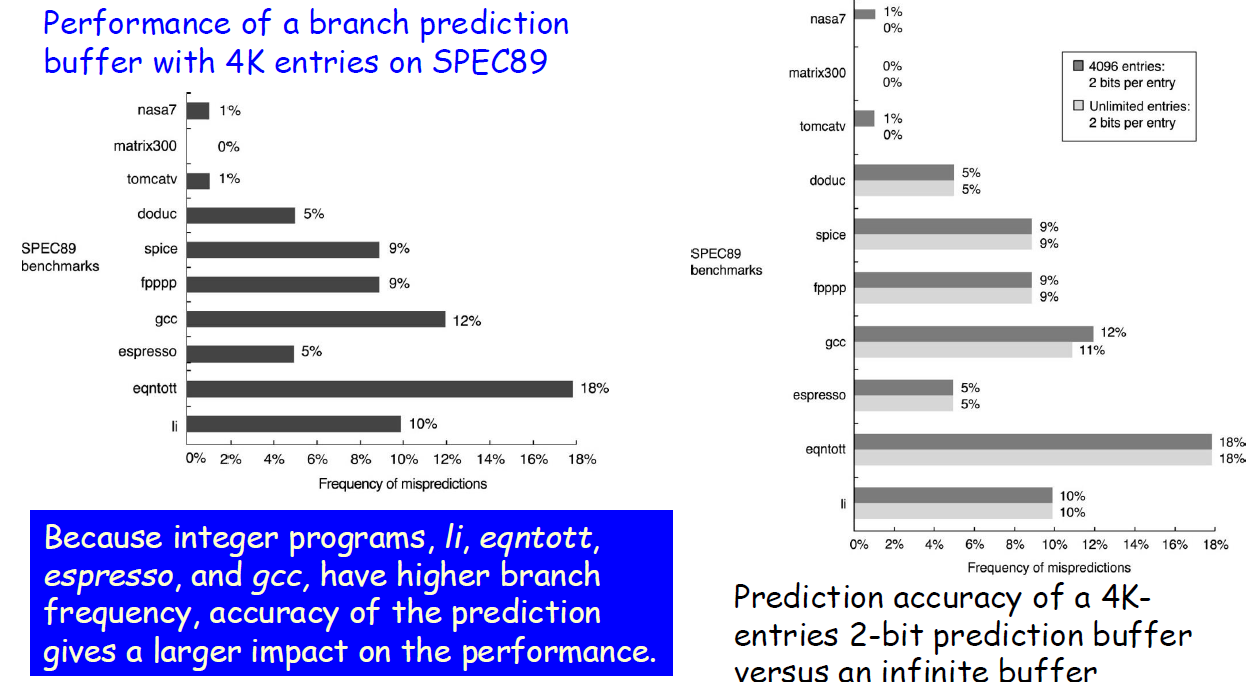 Performance of a branch prediction
buffer with 4K entries on SPEC89
nasa7 1%
matrix300 0%
tomcatv 1%
doduc 5%
SPEC89
benchmarks
spice 9%
fpppp 9%
gcc 12%
espresso 5%
eqntott 18%
li 10%
0% 2% 4% 6% 8% 10% 12% 14% 16% 18%
Frequency of mispredictions
Because integer programs, li, eqntott,
espresso, and gcc, have higher branch
frequency, accuracy of the prediction
gives a larger impact on the performance.
nasa7 1%
0%
matrix300 0%
0%
tomcatv 1%
0%
4096 entries:
2 bits per entry
Unlimited entries:
2 bits per entry
doduc 5%
5%
spice 9%
9%
SPEC89
benchmarks
fpppp 9%
9%
gcc 12%
11%
espresso 5%
5%
eqntott 18%
18%
li 10%
10%
0% 2% 4% 6% 8% 10% 12% 14% 16% 18%
Frequency of mispredictions
Prediction accuracy of a 4K-
entries 2-bit prediction buffer
versus an infinite buffer